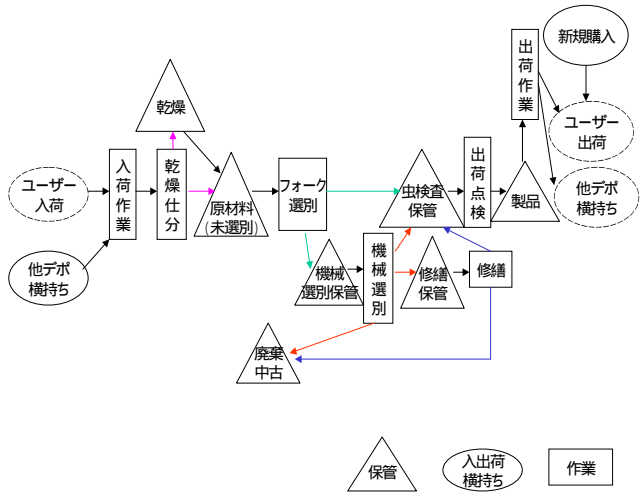 新規購入
出荷作業
ユーザー
出荷
他デポ
横持ち
乾燥
ユーザー
入荷
他デポ
横持ち
入荷作業
乾燥仕分
原材料
（未選別）
フォーク
選別
虫検査
保管
出荷点検
製品
機械
選別保管
機械選別
修繕
保管
修繕
廃棄
中古
保管
入出荷
横持ち
作業